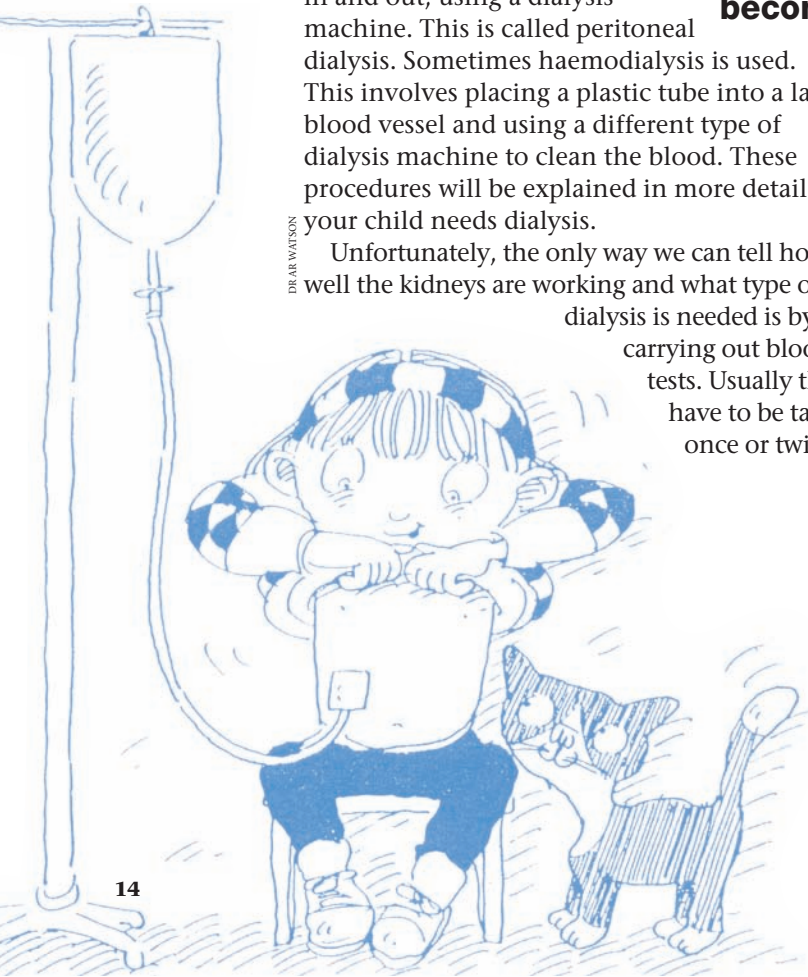 in and out, using a dialysis
machine. This is called peritoneal
dialysis. Sometimes haemodialysis is used.
This involves placing a plastic tube into a
blood vessel and using a different type of
dialysis machine to clean the blood. These
procedures will be explained in more detail
your child needs dialysis.
Unfortunately, the only way we can tell
well the kidneys are working and what type
dialysis is needed is by
carrying out
tests. Usually
have to be
once or
DR AR WATSON
14